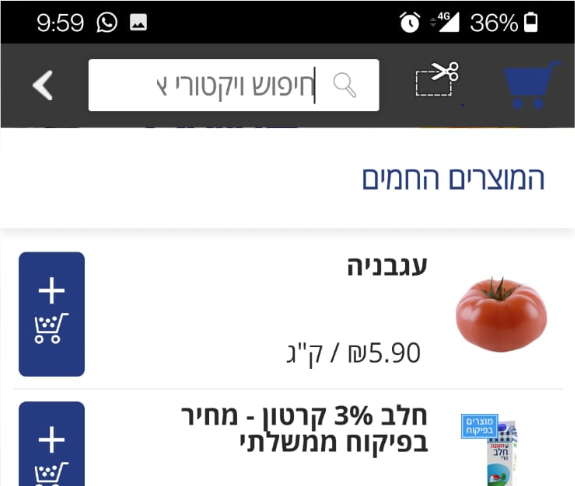 9:59
4G 36%
חיפוש ויקטורי
המוצרים החמים
עגבניה
₪5.90 / ק"ג
חלב 3% קרטון - מחיר
בפיקוח ממשלתי
מוצרים
בפיקוח
חלב